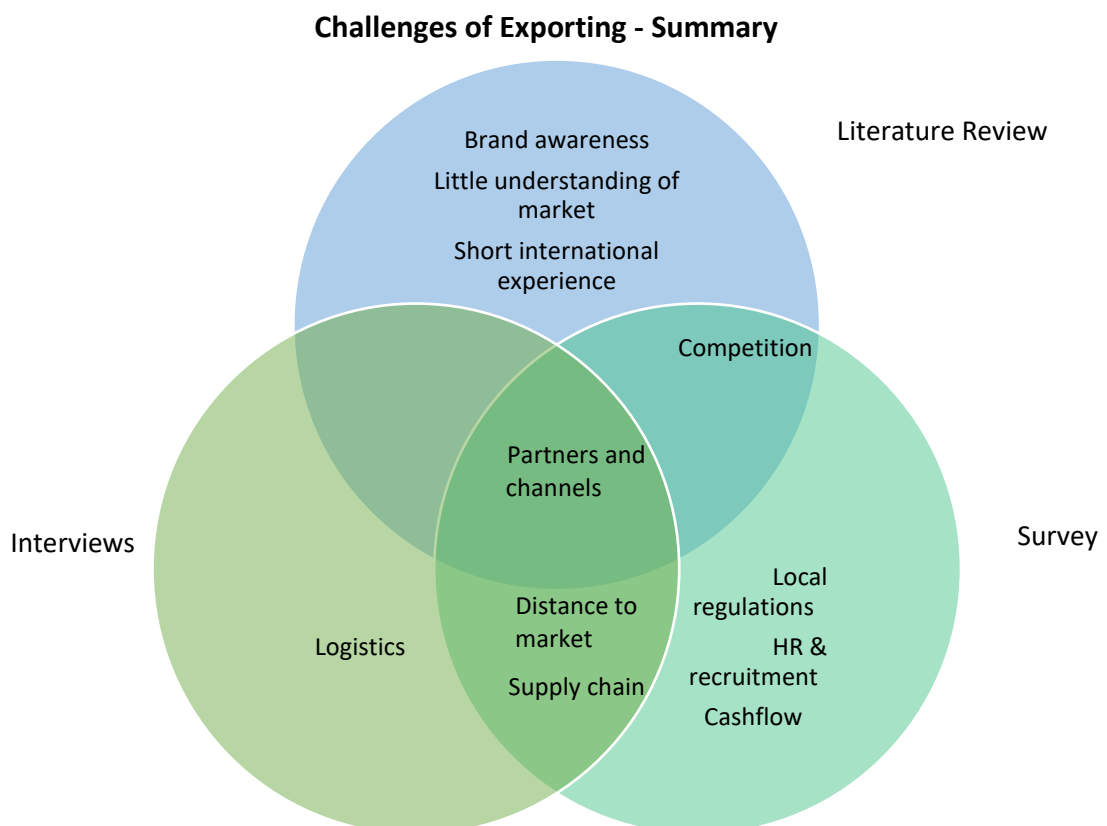 Challenges of Exporting - Summary
Literature Review
Brand awareness
Little understanding of
market
Short international
experience
Competition
Partners and
channels
Interviews
Survey
Local
regulations
HR &
recruitment
Cashflow
Distance to
market
Supply chain
Logistics